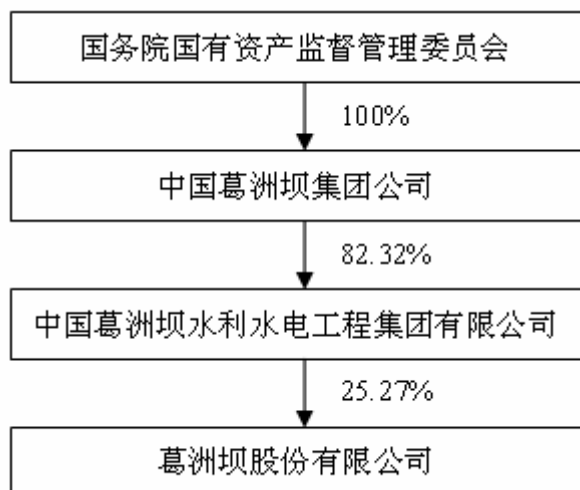 国务院国有资产监督管理委员会
100%
中国葛洲坝集团公司
82.32%
中国葛洲坝水利水电工程集团有限公司
25.27%
葛洲坝股份有限公司